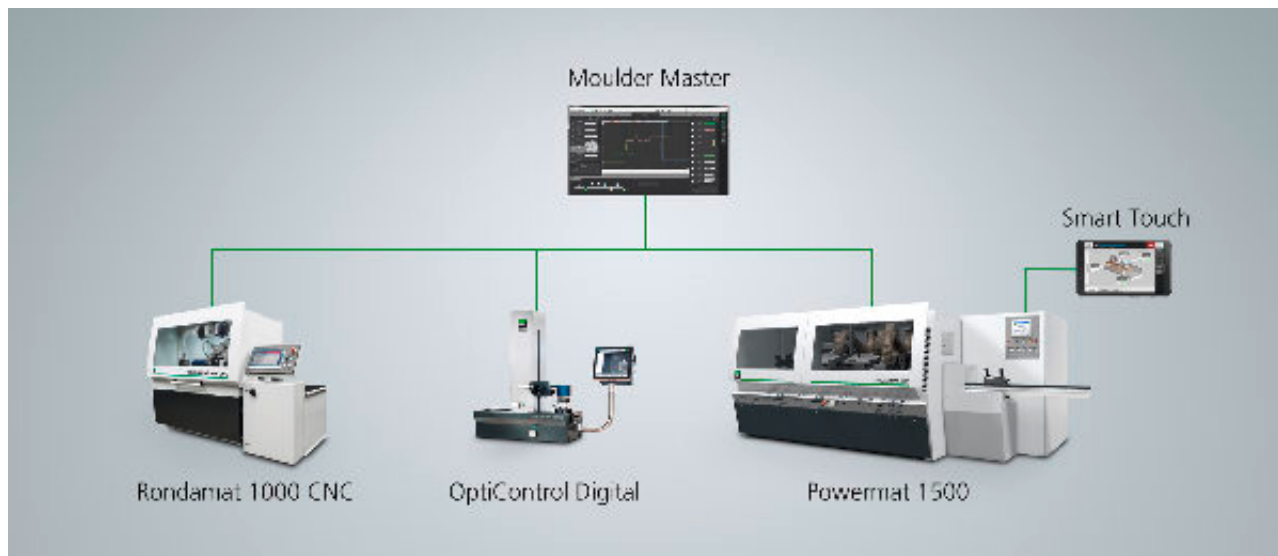 Moulder Master
Smart Touch
Rondamat 1000 CNC
OptiControl Digital
Powermat 1500